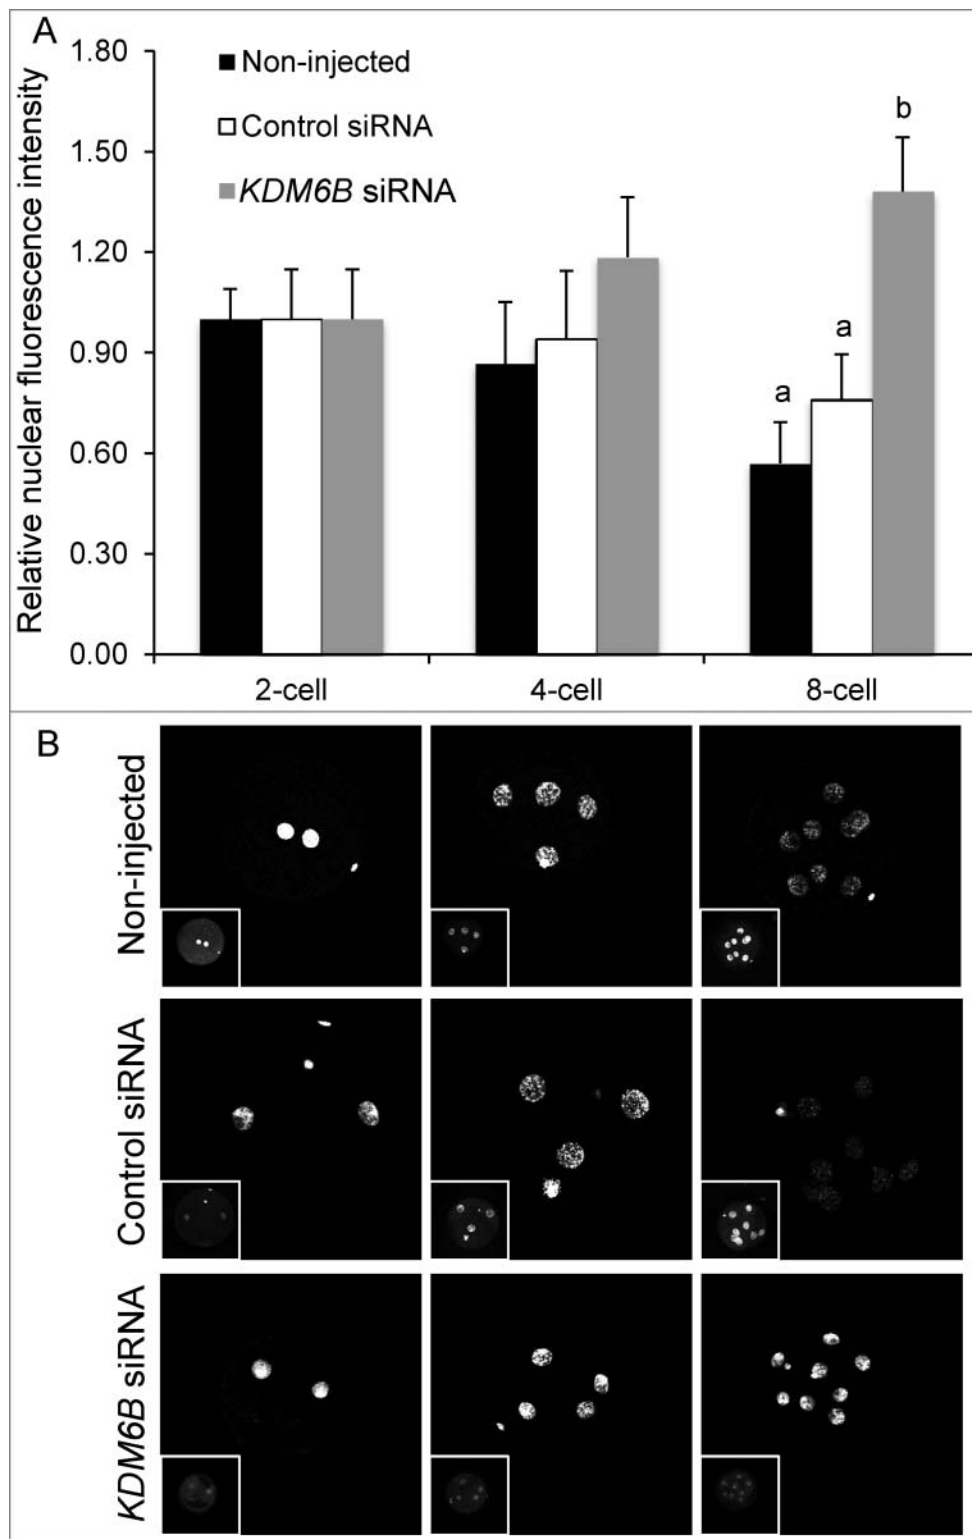 A
Relative nuclear fluorescence intensity
1.80
1.50
1.20
0.90
0.60
0.30
0.00
Non-injected
Control siRNA
KDM6B siRNA
a
a
b
2-cell
4-cell
8-cell
B
Non-injected
Control siRNA
KDM6B siRNA